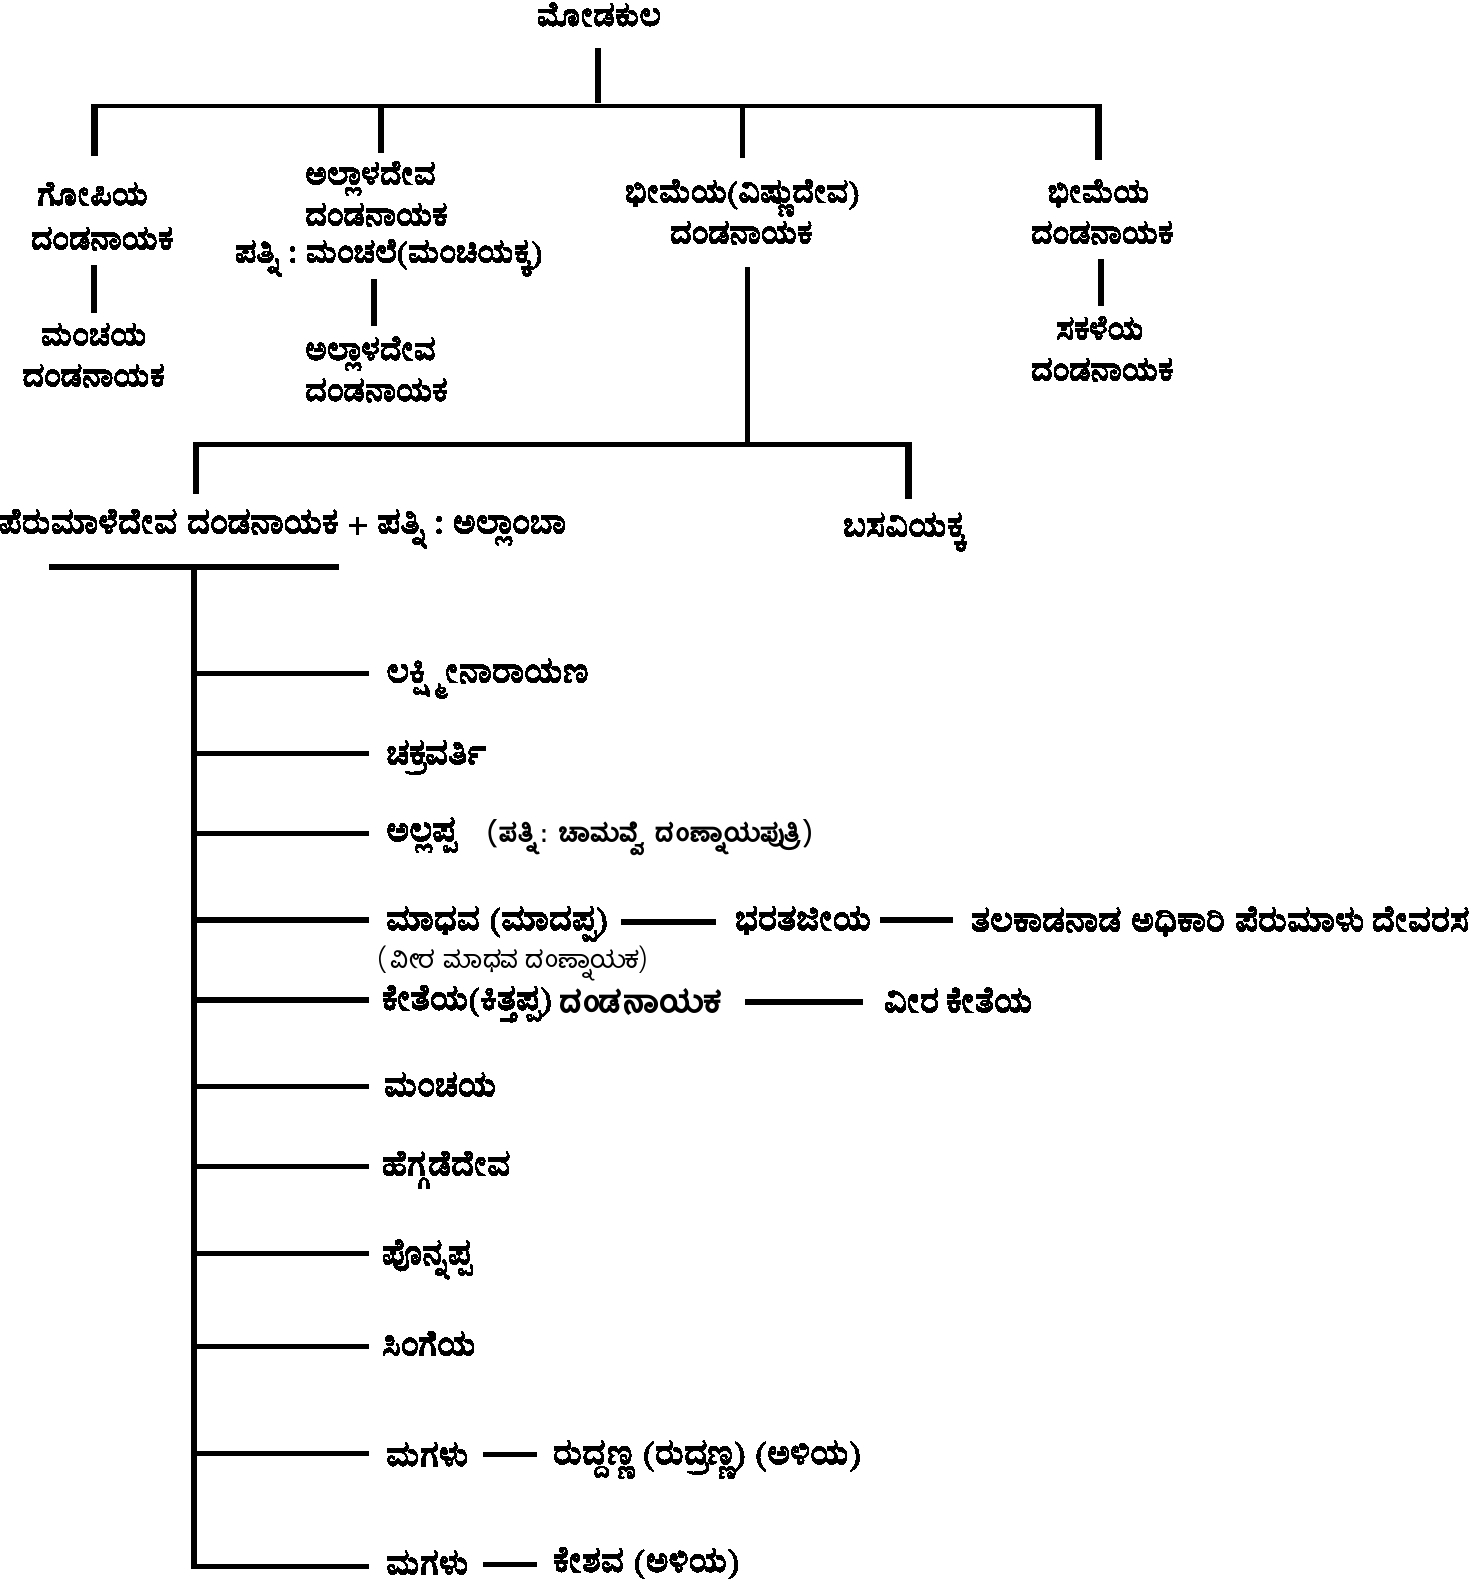 ಮೋಡಕುಲ
ಗೋಪಿಯ
ದಂಡನಾಯಕ
ಮಂಚಯ
ದಂಡನಾಯಕ
ಅಲ್ಲಾಳದೇವ
ದಂಡನಾಯಕ
ಪತ್ನಿ : ಮಂಚಲೆ(ಮಂಚಿಯಕ್ಕ)
ಅಲ್ಲಾಳದೇವ
ದಂಡನಾಯಕ
ಭೀಮೆಯ(ವಿಷ್ಣುದೇವ)
ದಂಡನಾಯಕ
ಭೀಮೆಯ
ದಂಡನಾಯಕ
ಸಕಳೆಯ
ದಂಡನಾಯಕ
ಪೆರುಮಾಳೆದೇವ ದಂಡನಾಯಕ + ಪತ್ನಿ : ಅಲ್ಲಾಂಬಾ
ಬಸವಿಯಕ್ಕ
ಲಕ್ಷ್ಮೀನಾರಾಯಣ
ಚಕ್ರವರ್ತಿ
ಅಲ್ಲಪ್ಪ (ಪತ್ನಿ: ಚಾಮವ್ವೆ ದಂಣ್ನಾಯಪುತ್ರಿ)
ಮಾಧವ (ಮಾದಪ್ಪ) ಭರತಜೀಯ ತಲಕಾಡನಾಡ ಅಧಿಕಾರಿ ಪೆರುಮಾಳು ದೇವರಸ
(ವೀರ ಮಾಧವ ದಂಣ್ನಾಯಕ)
ಕೇತೆಯ(ಕಿತ್ತಪ್ಪ) ದಂಡನಾಯಕ ವೀರ ಕೇತೆಯ
ಮಂಚಯ
ಹೆಗ್ಗಡೆದೇವ
ಪೊನ್ನಪ್ಪ
ಸಿಂಗೆಯ
ಮಗಳು ರುದ್ದಣ್ಣ (ರುದ್ರಣ್ಣ) (ಅಳಿಯ)
ಮಗಳು ಕೇಶವ (ಅಳಿಯ)